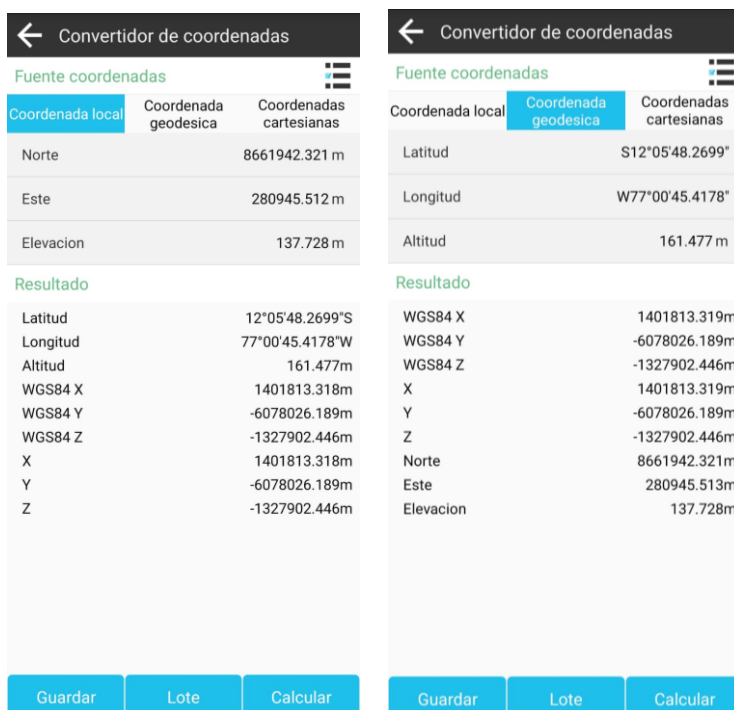 Convertidor de coordenadas
Fuente coordenadas
Coordenada local Coordenada geodesica Coordenadas cartesianas
Norte 8661942.321 m
Este 280945.512 m
Elevacion 137.728 m
Resultado
Latitud 12°05'48.2699"S
Longitud 77°00'45.4178"W
Altitud 161.477m
WGS84 X 1401813.318m
WGS84 Y -6078026.189m
WGS84 Z -1327902.446m
X 1401813.318m
Y -6078026.189m
Z -1327902.446m
Guardar Lote Calcular
Convertidor de coordenadas
Fuente coordenadas
Coordenada local Coordenada geodesica Coordenadas cartesianas
Latitud S12°05'48.2699"
Longitud W77°00'45.4178"
Altitud 161.477 m
Resultado
WGS84 X 1401813.319m
WGS84 Y -6078026.189m
WGS84 Z -1327902.446m
X 1401813.319m
Y -6078026.189m
Z -1327902.446m
Norte 8661942.321m
Este 280945.513m
Elevacion 137.728m
Guardar Lote Calcular